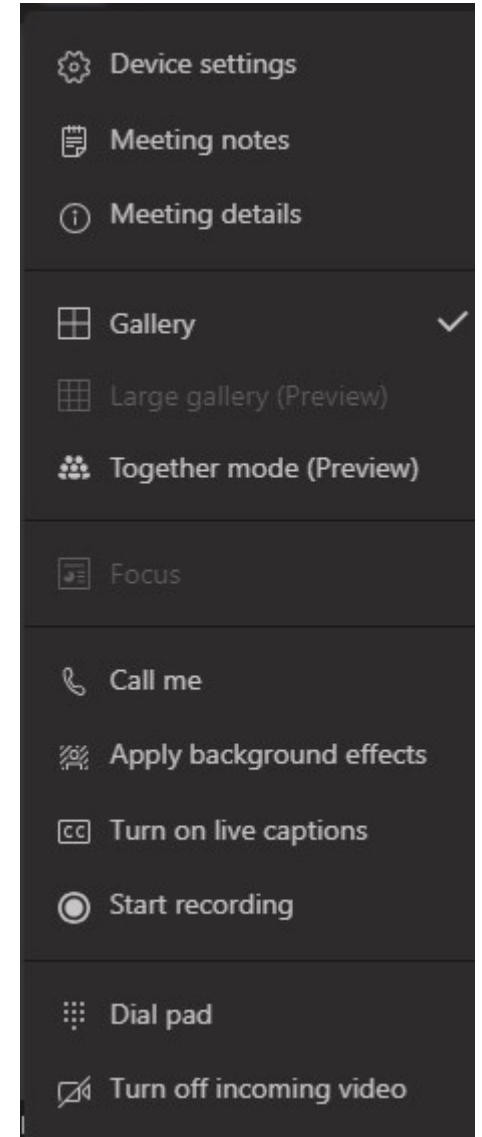 Device settings
Meeting notes
Meeting details
Gallery
Large gallery (Preview)
Together mode (Preview)
Focus
Call me
Apply background effects
CC Turn on live captions
Start recording
Dial pad
Turn off incoming video